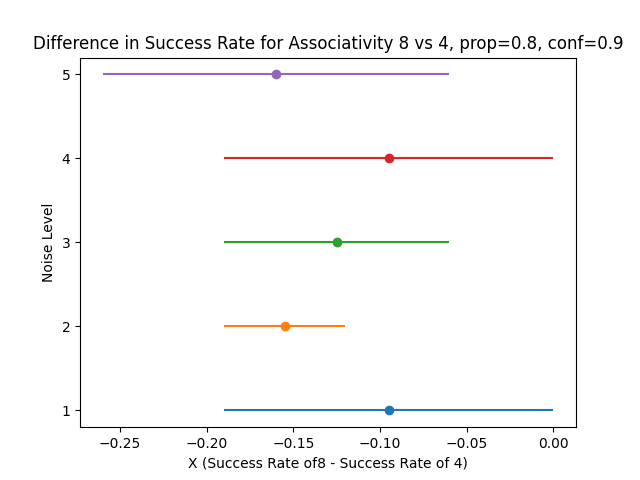 Difference in Success Rate for Associativity 8 vs 4, prop=0.8, conf=0.9
5
4
3
2
1
Noise Level
−0.25 −0.20 −0.15 −0.10 −0.05 0.00
X (Success Rate of8 - Success Rate of 4)